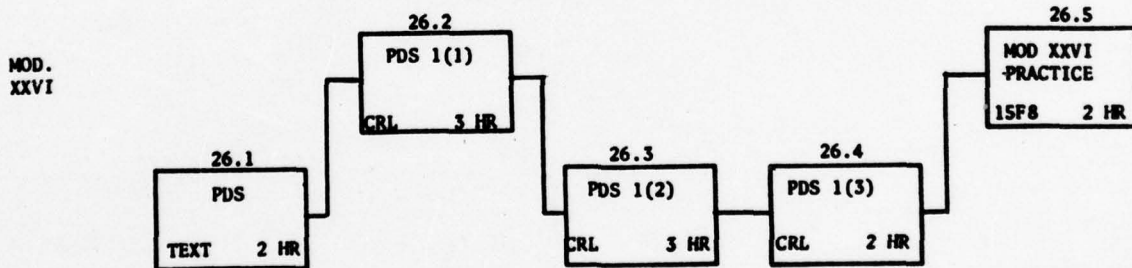 MOD.
XXVI
26.1
PDS
TEXT 2 HR
26.2
PDS 1(1)
CRL 3 HR
26.3
PDS 1(2)
CRL 3 HR
26.4
PDS 1(3)
CRL 2 HR
26.5
MOD XXVI
PRACTICE
15F8 2 HR